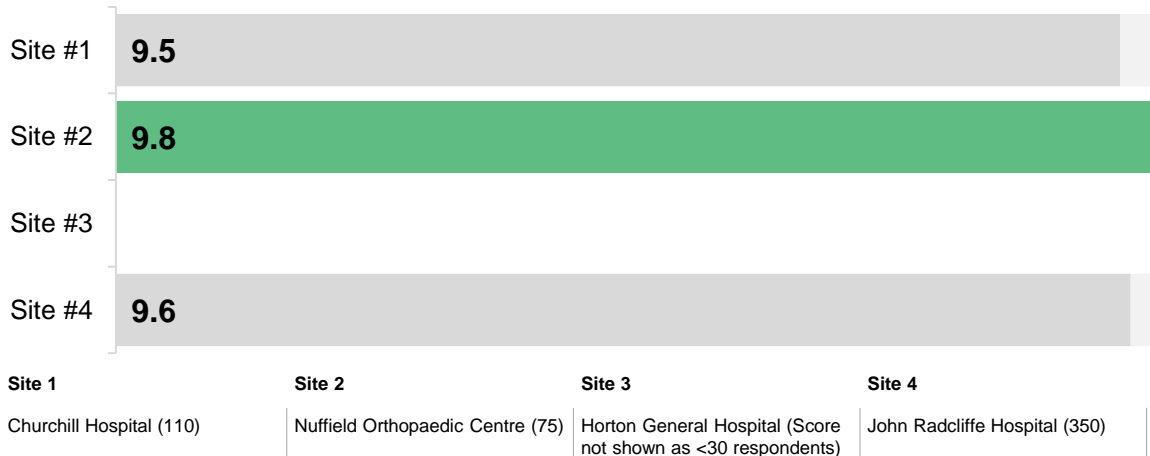 Site #1
9.5
Site #2
9.8
Site #3
Site #4
9.6
Site 1
Site 2
Site 3
Site 4
Churchill Hospital (110)
Nuffield Orthopaedic Centre (75)
Horton General Hospital (Score
not shown as <30 respondents)
John Radcliffe Hospital (350)